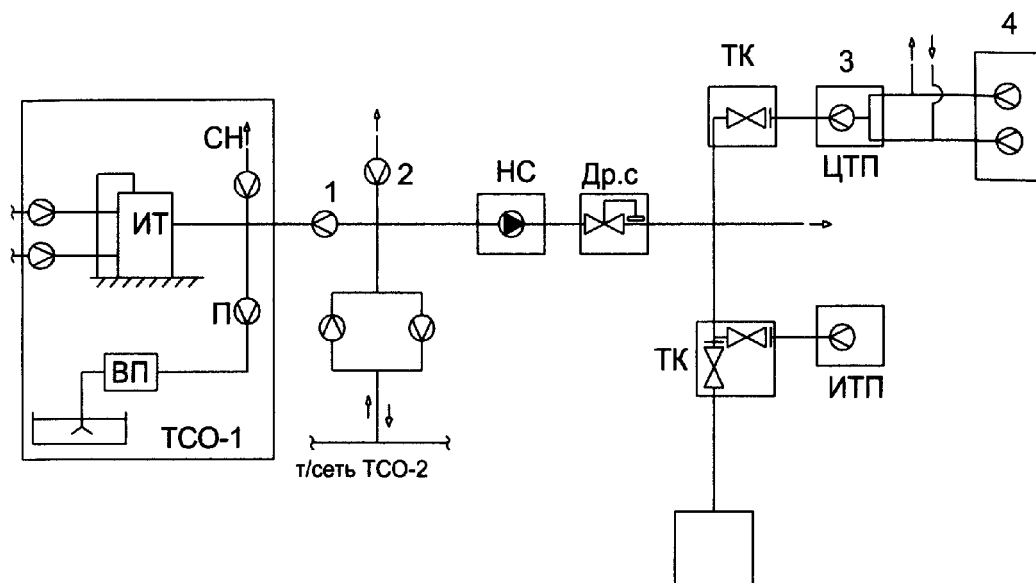 4
ТК
3
СН
2
НС
Др.с
ЦТП
1
ИТ
П
ТК
ИТП
ВП
ТСО-1
т/сеть ТСО-2